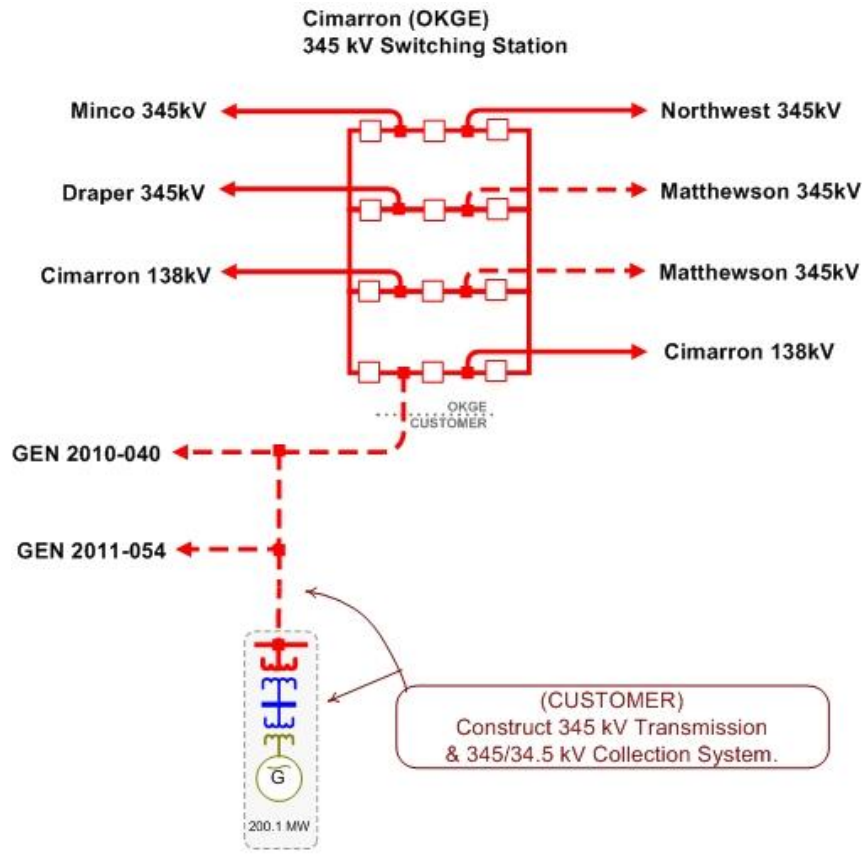 Cimarron (OKGE)
345 kV Switching Station
Minco 345kV
Northwest 345kV
Draper 345kV
Matthewson 345kV
Cimarron 138kV
Matthewson 345kV
Cimarron 138kV
OKGE
CUSTOMER
GEN 2010-040
GEN 2011-054
(CUSTOMER)
Construct 345 kV Transmission
& 345/34.5 kV Collection System.
G
200.1 MW